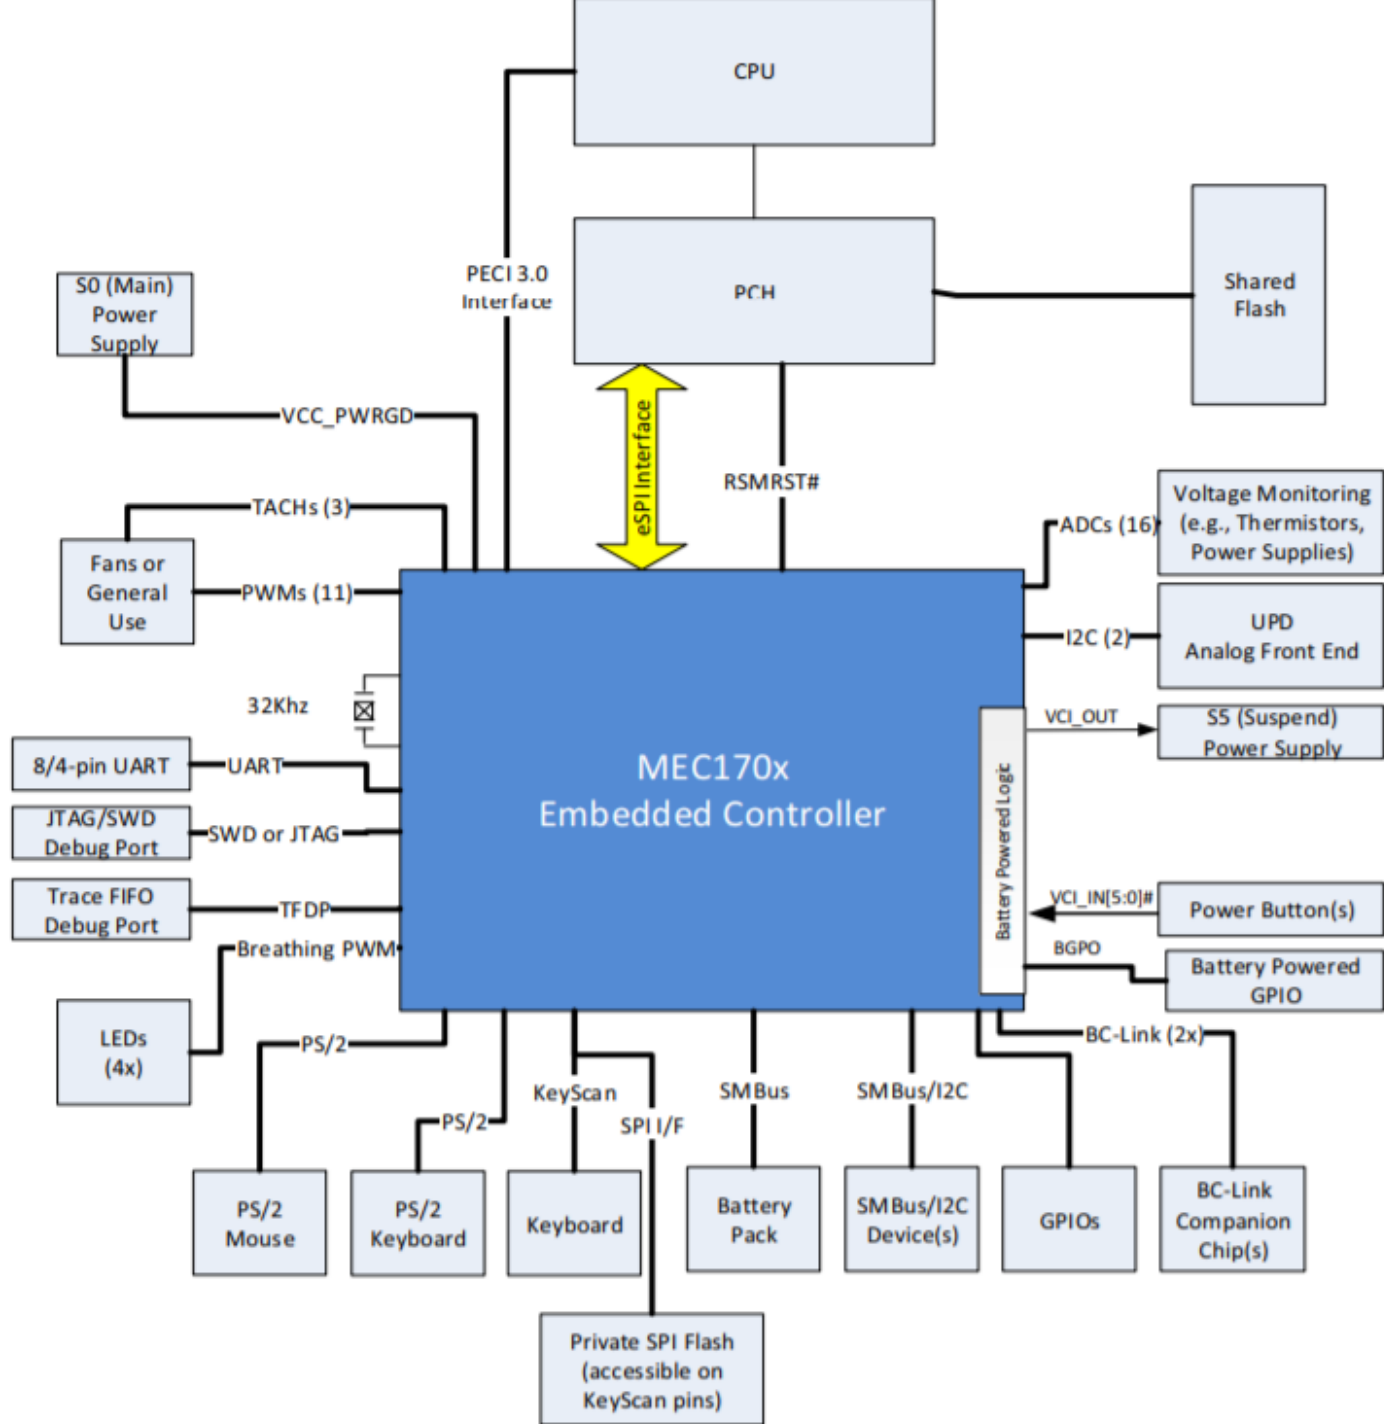 CPU
PECI 3.0
Interface
PCH
Shared
Flash
S0 (Main)
Power
Supply
VCC_PWRGD
eSPI Interface
RSMRST#
TACHs (3)
ADCs (16)
Voltage Monitoring
(e.g., Thermistors,
Power Supplies)
Fans or
General
Use
PWMs (11)
I2C (2)
UPD
Analog Front End
32Khz
VCI_OUT
S5 (Suspend)
Power Supply
8/4-pin UART
UART
MEC170x
Embedded Controller
Battery Powered Logic
JTAG/SWD
Debug Port
SWD or JTAG
Trace FIFO
Debug Port
TFDP
VCI_IN[5:0]#
Power Button(s)
Breathing PWM
BGPO
Battery Powered
GPIO
LEDs
(4x)
PS/2
BC-Link (2x)
KeyScan
SMBus
SMBus/I2C
PS/2
SPI I/F
PS/2
Mouse
PS/2
Keyboard
Keyboard
Battery
Pack
SMBus/I2C
Device(s)
GPIOs
BC-Link
Companion
Chip(s)
Private SPI Flash
(accessible on
KeyScan pins)